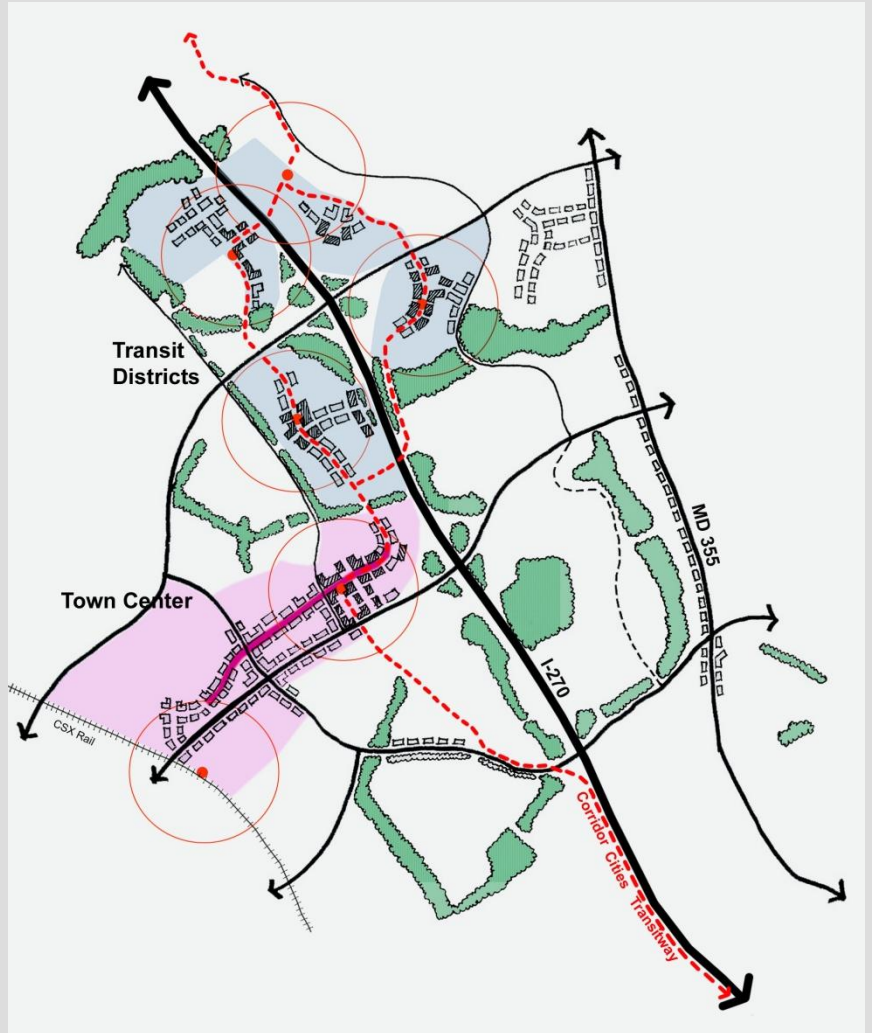 Transit
Districts
MD 355
Town Center
I-270
CSX Rail
Corridor Cities Transitway